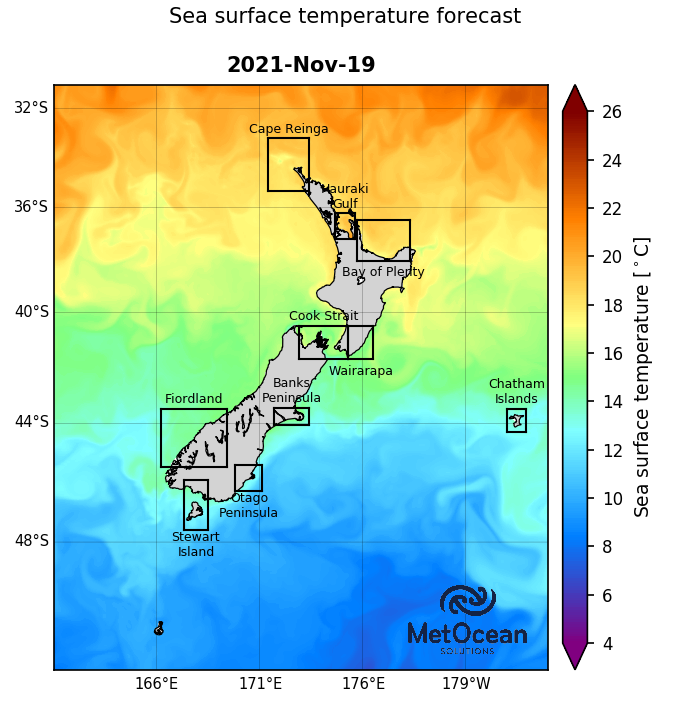 Sea surface temperature forecast
2021-Nov-19
32°S
36°S
40°S
44°S
48°S
166°E
171°E
176°E
179°W
Cape Reinga
Hauraki
Gulf
Bay of Plenty
Cook Strait
Wairarapa
Banks
Peninsula
Fiordland
Chatham
Islands
Otago
Peninsula
Stewart
Island
MetOcean
SOLUTIONS
26
24
22
20
18
16
14
12
10
8
6
4
Sea surface temperature [°C]